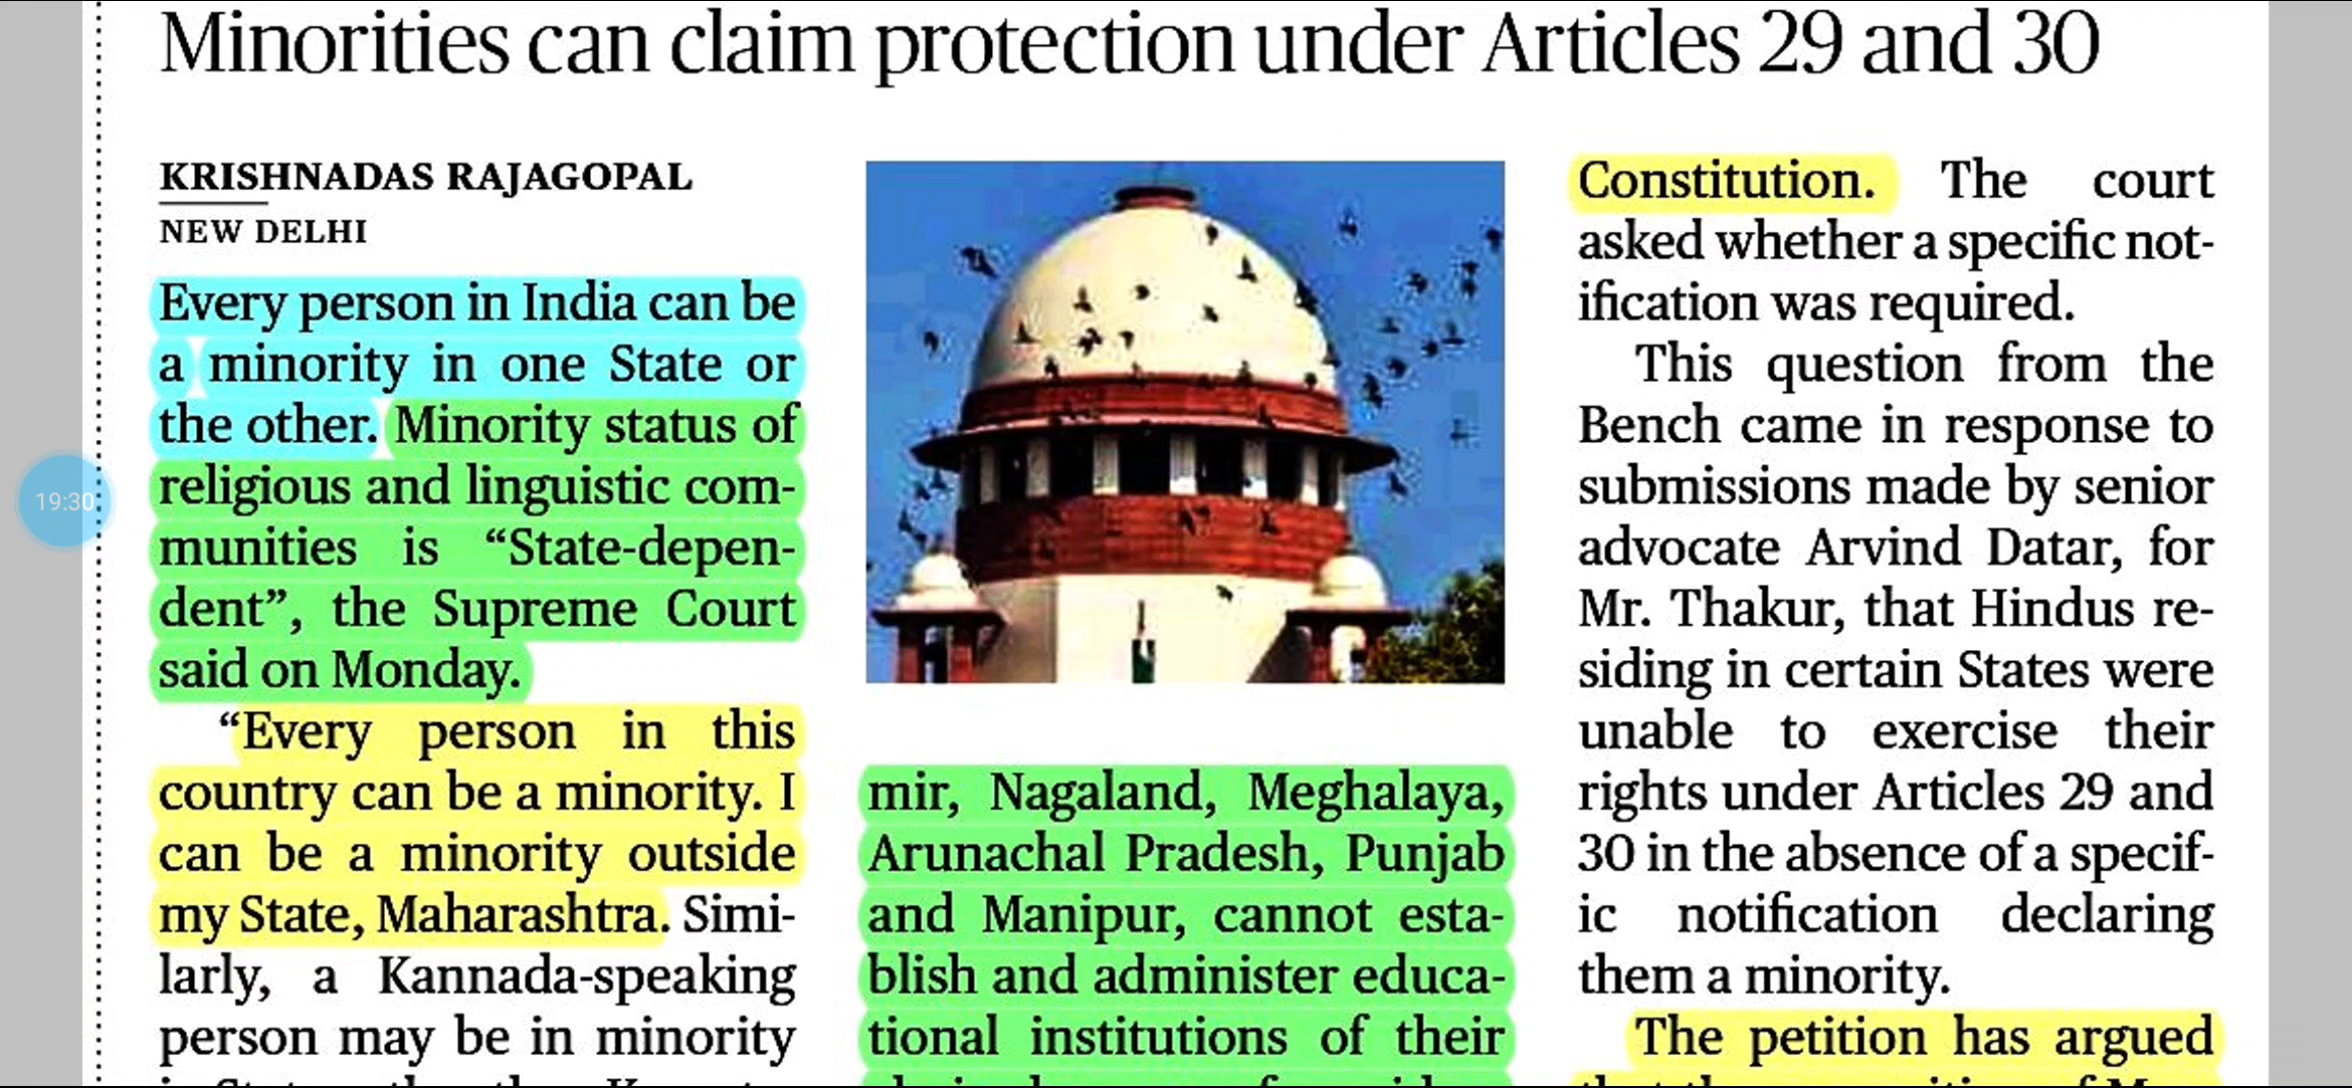 Minorities can claim protection under Articles 29 and 30
KRISHNADAS RAJAGOPAL
NEW DELHI
Every person in India can be
a minority in one State or
the other. Minority status of
religious and linguistic com-
munities is “State-depen-
dent”, the Supreme Court
said on Monday.
“Every person in this
country can be a minority. I
can be a minority outside
my State, Maharashtra. Simi-
larly, a Kannada-speaking
person may be in minority
mir, Nagaland, Meghalaya,
Arunachal Pradesh, Punjab
and Manipur, cannot esta-
blish and administer educa-
tional institutions of their
Constitution. The court
asked whether a specific not-
ification was required.
This question from the
Bench came in response to
submissions made by senior
advocate Arvind Datar, for
Mr. Thakur, that Hindus re-
siding in certain States were
unable to exercise their
rights under Articles 29 and
30 in the absence of a specif-
ic notification declaring
them a minority.
The petition has argued
19:30